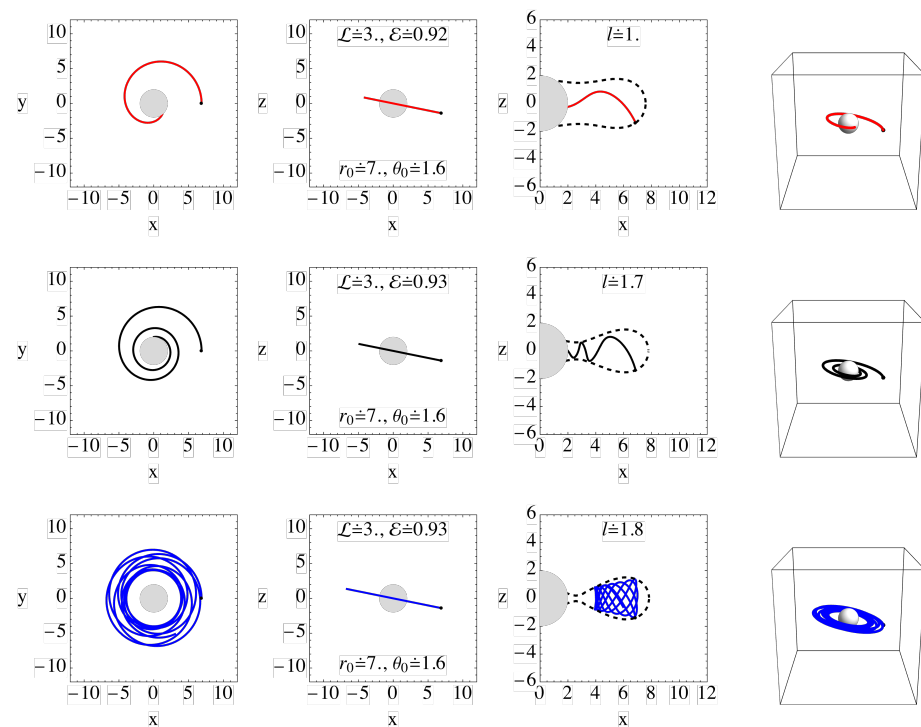 10
5
y 0
−5
−10
−10 −5 0 5 10
x
10
5
z 0
−5
−10
ℒ≐3., ℰ≐0.92
r₀≐7., θ₀≐1.6
−10 −5 0 5 10
x
6
4
2
z 0
−2
−4
−6
l≐1.
0 2 4 6 8 10 12
x
10
5
y 0
−5
−10
−10 −5 0 5 10
x
10
5
z 0
−5
−10
ℒ≐3., ℰ≐0.93
r₀≐7., θ₀≐1.6
−10 −5 0 5 10
x
6
4
2
z 0
−2
−4
−6
l≐1.7
0 2 4 6 8 10 12
x
10
5
y 0
−5
−10
−10 −5 0 5 10
x
10
5
z 0
−5
−10
ℒ≐3., ℰ≐0.93
r₀≐7., θ₀≐1.6
−10 −5 0 5 10
x
6
4
2
z 0
−2
−4
−6
l≐1.8
0 2 4 6 8 10 12
x